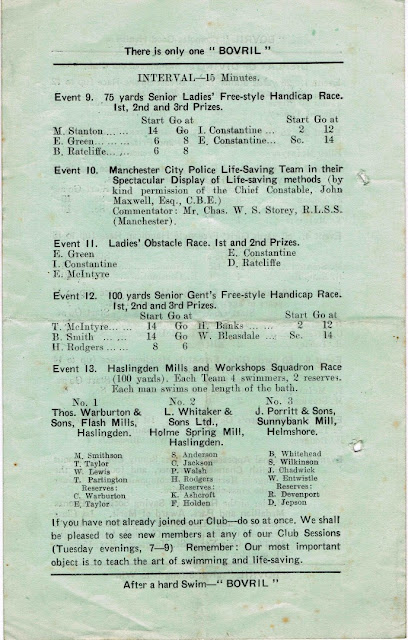 There is only one "BOVRIL"
INTERVAL—15 Minutes.
Event 9. 75 yards Senior Ladies' Free-style Handicap Race.
1st, 2nd and 3rd Prizes.
Start Go at Start Go at
M. Stanton ... ... 14 Go I. Constantine ... 2 12
E. Green ... ... 6 8 E. Constantine... Sc. 14
B. Ratcliffe... ... 6 8
Event 10. Manchester City Police Life-Saving Team in their
Spectacular Display of Life-saving methods (by
kind permission of the Chief Constable, John
Maxwell, Esq., C.B.E.)
Commentator: Mr. Chas. W. S. Storey, R.L.S.S.
(Manchester).
Event 11. Ladies' Obstacle Race. 1st and 2nd Prizes.
E. Green E. Constantine
I. Constantine D. Ratcliffe
E. McIntyre
Event 12. 100 yards Senior Gent's Free-style Handicap Race.
1st, 2nd and 3rd Prizes.
Start Go at Start Go at
T. McIntyre... ... 14 Go H. Banks ... ... 2 12
B. Smith ... ... 14 Go W. Bleasdale ... Sc. 14
H. Rodgers ... ... 8 6
Event 13. Haslingden Mills and Workshops Squadron Race
(100 yards). Each Team 4 swimmers, 2 reserves.
Each man swims one length of the bath.
No. 1 No. 2 No. 3
Thos. Warburton & L. Whitaker & J. Porritt & Sons,
Sons, Flash Mills, Sons Ltd., Sunnybank Mill,
Haslingden. Holme Spring Mill, Helmshore.
Haslingden.
M. Smithson S. Anderson B. Whitehead
T. Taylor C. Jackson S. Wilkinson
W. Lewis P. Walsh J. Chadwick
T. Partington H. Rodgers W. Entwistle
Reserves: Reserves: Reserves:
C. Warburton K. Ashcroft R. Devenport
E. Taylor F. Holden D. Jepson
If you have not already joined our Club—do so at once. We shall
be pleased to see new members at any of our Club Sessions
(Tuesday evenings, 7—9) Remember: Our most important
object is to teach the art of swimming and life-saving.
After a hard Swim—"BOVRIL"